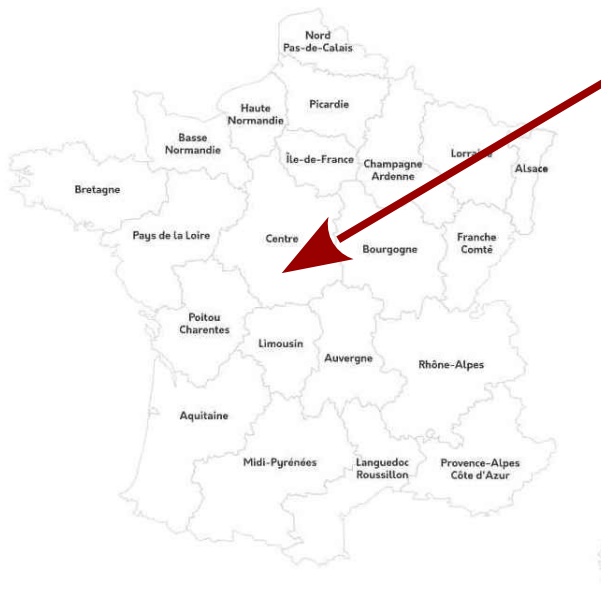 Nord
Pas-de-Calais
Haute
Normandie
Picardie
Basse
Normandie
Île-de-France
Champagne
Ardenne
Lorraine
Alsace
Bretagne
Pays de la Loire
Centre
Bourgogne
Franche
Comté
Poitou
Charentes
Limousin
Auvergne
Rhône-Alpes
Aquitaine
Midi-Pyrénées
Languedoc
Roussillon
Provence-Alpes
Côte d'Azur